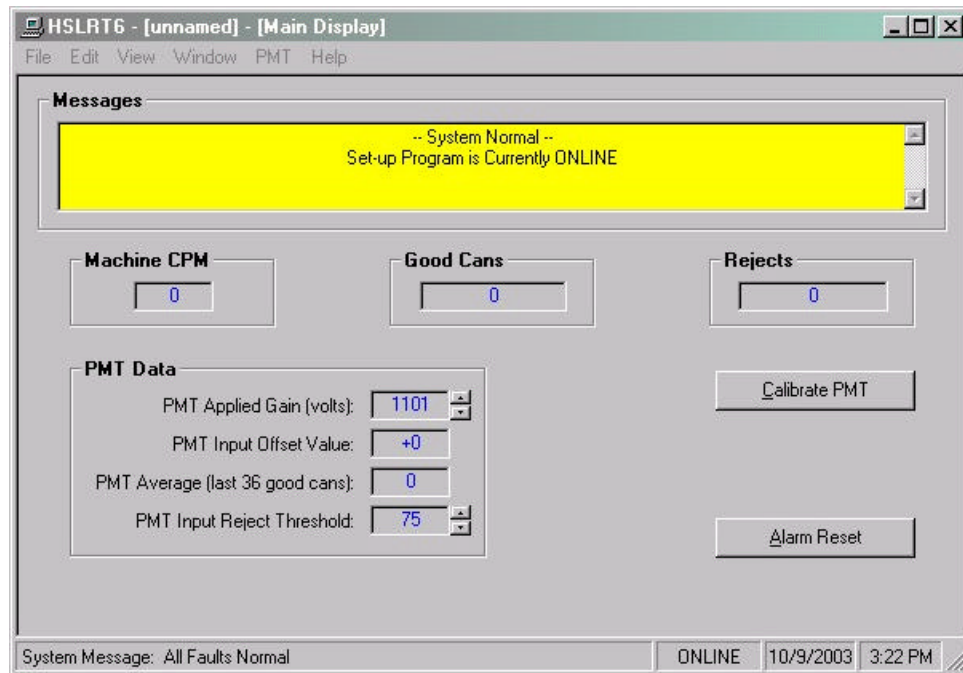 HSLRT6 - [unnamed] - [Main Display]
File Edit View Window PMT Help
Messages
-- System Normal --
Set-up Program is Currently ONLINE
Machine CPM
0
Good Cans
0
Rejects
0
PMT Data
PMT Applied Gain (volts): 1101
PMT Input Offset Value: +0
PMT Average (last 36 good cans): 0
PMT Input Reject Threshold: 75
Calibrate PMT
Alarm Reset
System Message: All Faults Normal
ONLINE
10/9/2003
3:22 PM